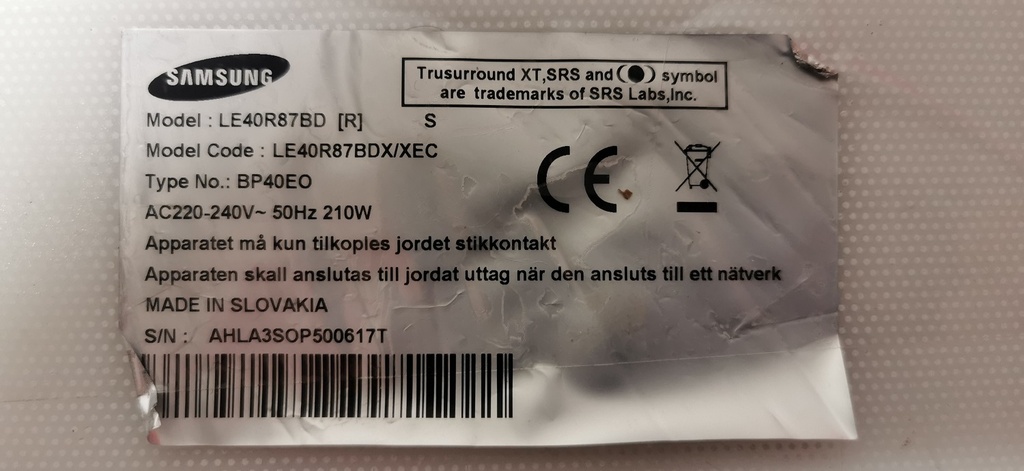 SAMSUNG
Trusurround XT,SRS and symbol
are trademarks of SRS Labs,Inc.
Model : LE40R87BD [R] S
Model Code : LE40R87BDX/XEC
Type No.: BP40EO
AC220-240V~ 50Hz 210W
CE
Apparatet må kun tilkoples jordet stikkontakt
Apparaten skall anslutas till jordat uttag när den ansluts till ett nätverk
MADE IN SLOVAKIA
S/N : AHLA3SOP500617T